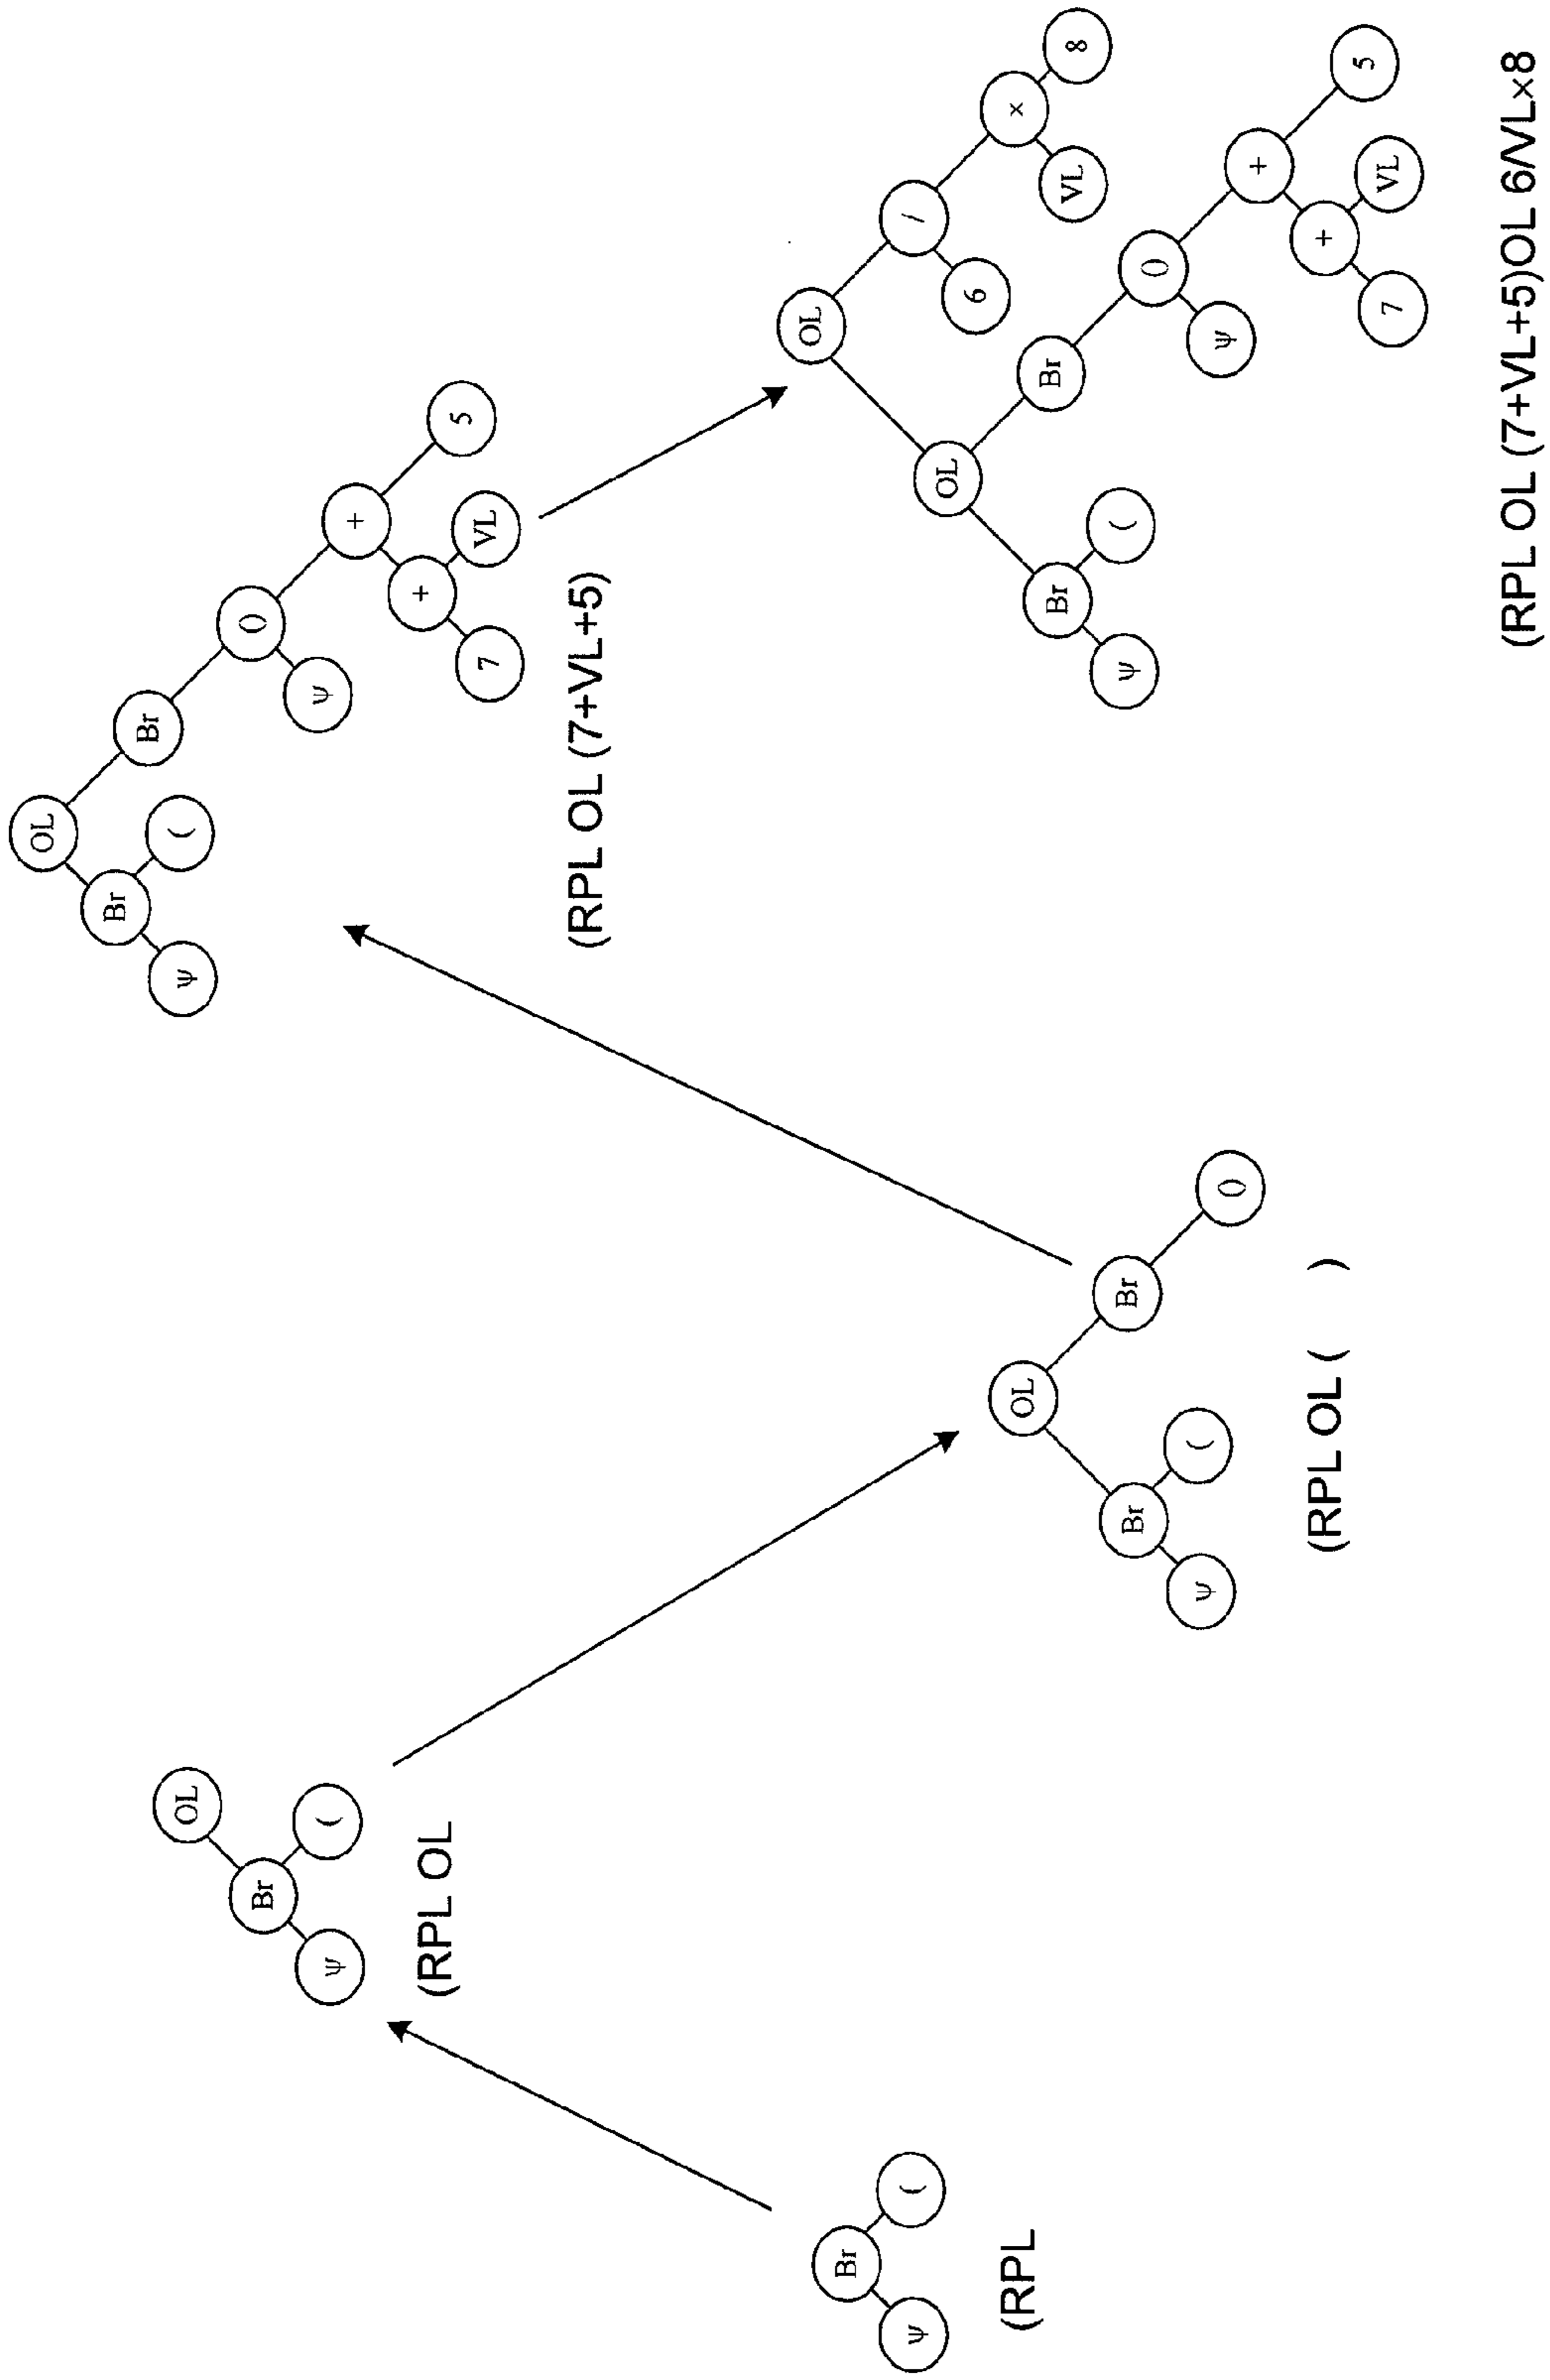 Br
ψ (
(RPL
OL
Br
ψ (
(RPL OL
OL
Br Br
ψ ( ()
(RPL OL ( )
OL
Br Br
ψ ( ()
ψ +
+ 5
7 VL
(RPL OL (7+VL+5)
OL
OL /
Br Br 6 ×
ψ ( () VL 8
ψ +
+ 5
7 VL
(RPL OL (7+VL+5)OL 6/VL×8